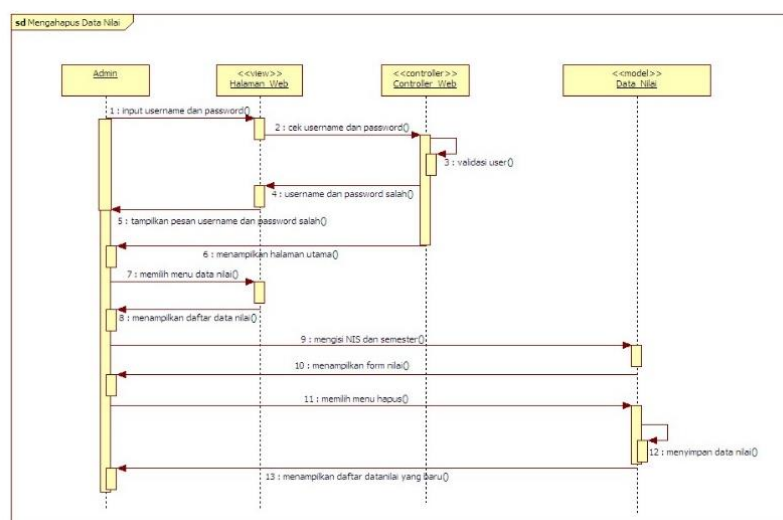 sd Mengahapus Data Nilai
Admin
<<view>>
Halaman_Web
<<controller>>
Controller_Web
<<model>>
Data_Nilai
1 : input username dan password()
2 : cek username dan password()
3 : validasi user()
4 : username dan password salah()
5 : tampilkan pesan username dan password salah()
6 : menampilkan halaman utama()
7 : memilih menu data nilai()
8 : menampilkan daftar data nilai()
9 : mengisi NIS dan semester()
10 : menampilkan form nilai()
11 : memilih menu hapus()
12 : menyimpan data nilai()
13 : menampilkan daftar datanilai yang baru()